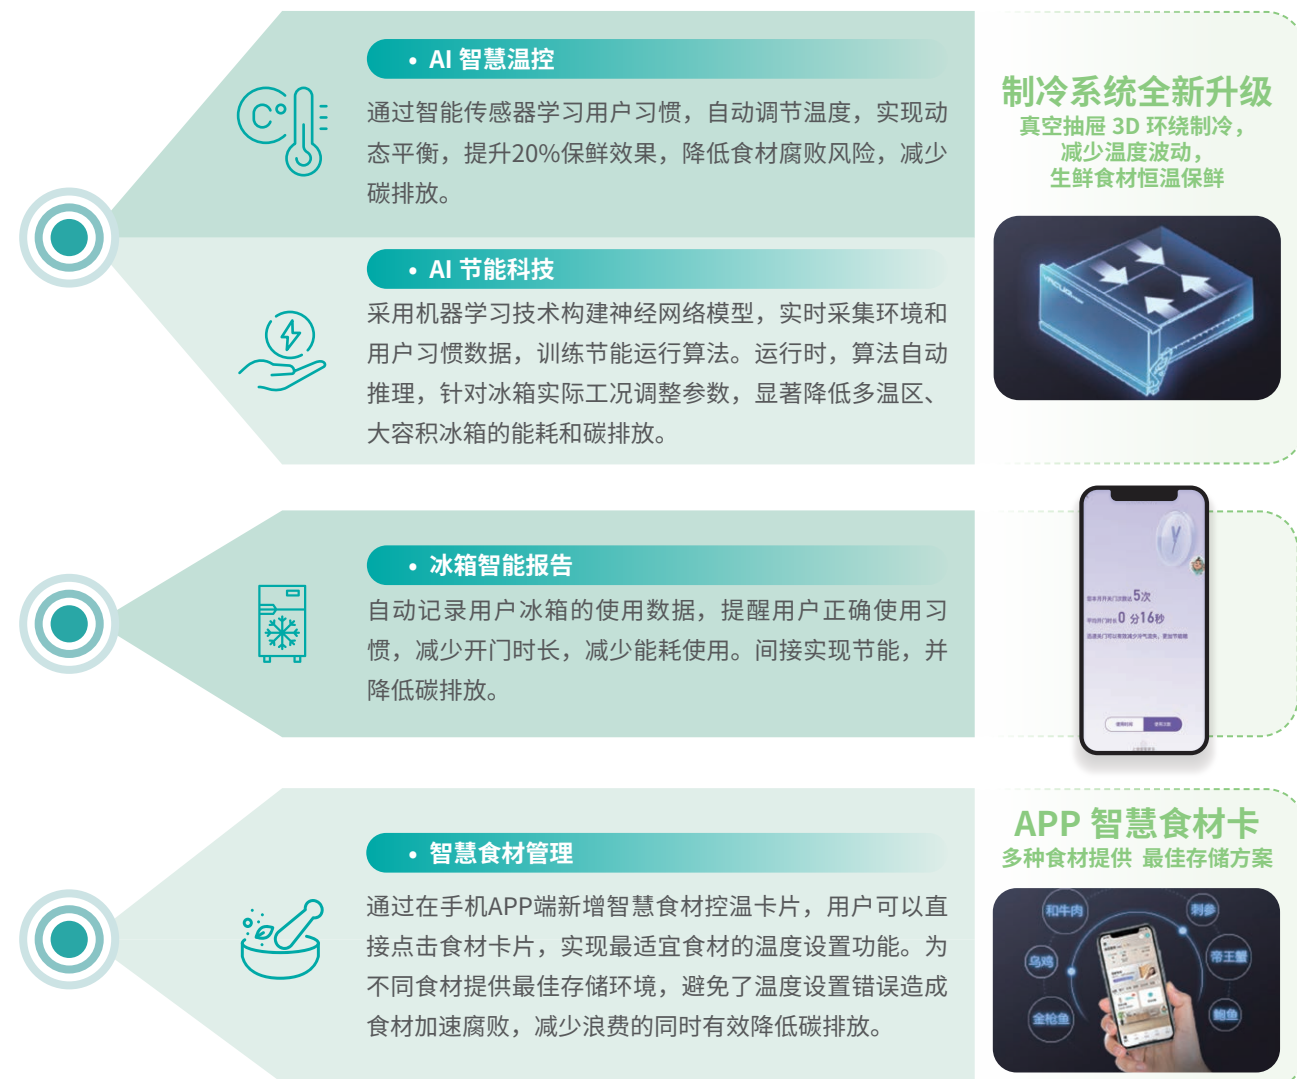 AI 智慧温控
通过智能传感器学习用户习惯，自动调节温度，实现动
态平衡，提升20%保鲜效果，降低食材腐败风险，减少
碳排放。
AI 节能科技
采用机器学习技术构建神经网络模型，实时采集环境和
用户习惯数据，训练节能运行算法。运行时，算法自动
推理，针对冰箱实际工况调整参数，显著降低多温区、
大容积冰箱的能耗和碳排放。
制冷系统全新升级
真空抽屉 3D 环绕制冷，
减少温度波动，
生鲜食材恒温保鲜
冰箱智能报告
自动记录用户冰箱的使用数据，提醒用户正确使用习
惯，减少开门时长，减少能耗使用。间接实现节能，并
降低碳排放。
5次
平均开门时长0 分16秒
智慧食材管理
通过在手机APP端新增智慧食材控温卡片，用户可以直
接点击食材卡片，实现最适宜食材的温度设置功能。为
不同食材提供最佳存储环境，避免了温度设置错误造成
食材加速腐败，减少浪费的同时有效降低碳排放。
APP 智慧食材卡
多种食材提供 最佳存储方案
和牛肉
刺参
乌鸡
帝王蟹
金枪鱼
鲍鱼